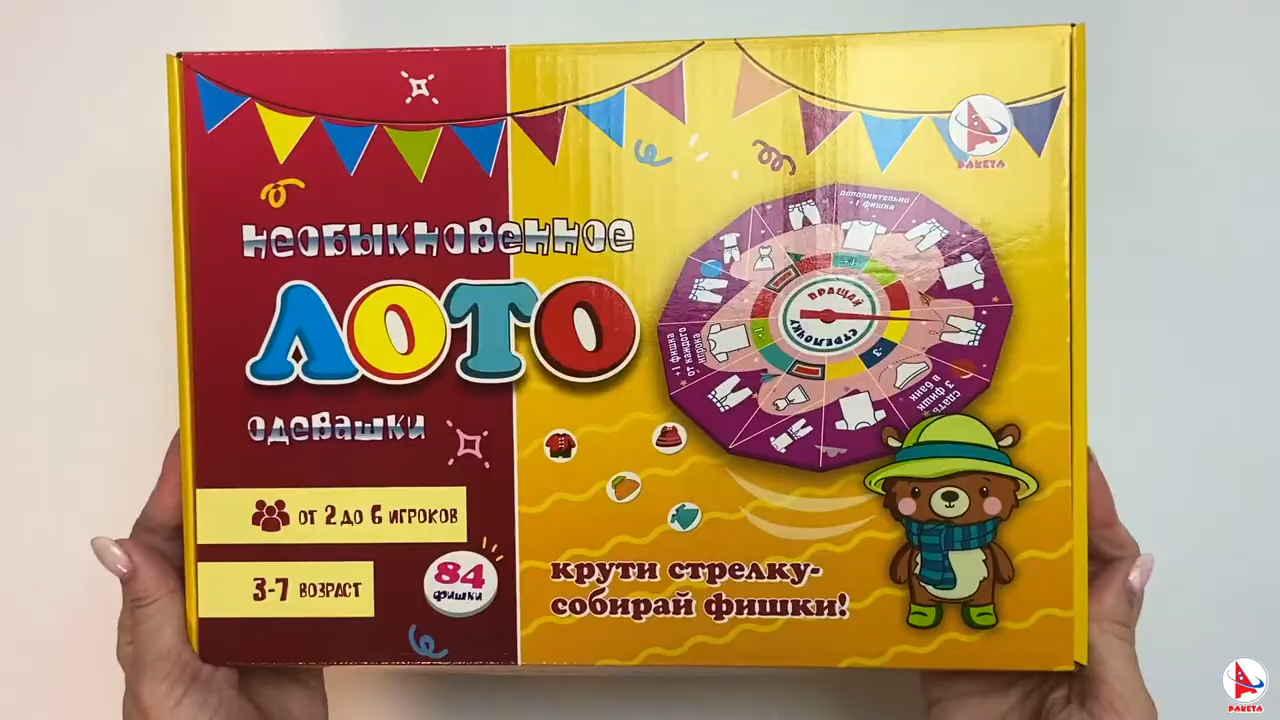 РАКЕТА
необыкновенное
ЛОТО
одевашки
от 2 до 6 игроков
3-7 возраст
84
фишки
дополнительно
+1 фишка
+1 фишка
от каждого
игрока
вращай
стрелочку
сдать
3 фишки
в банк
крути стрелку-
собирай фишки!
РАКЕТА